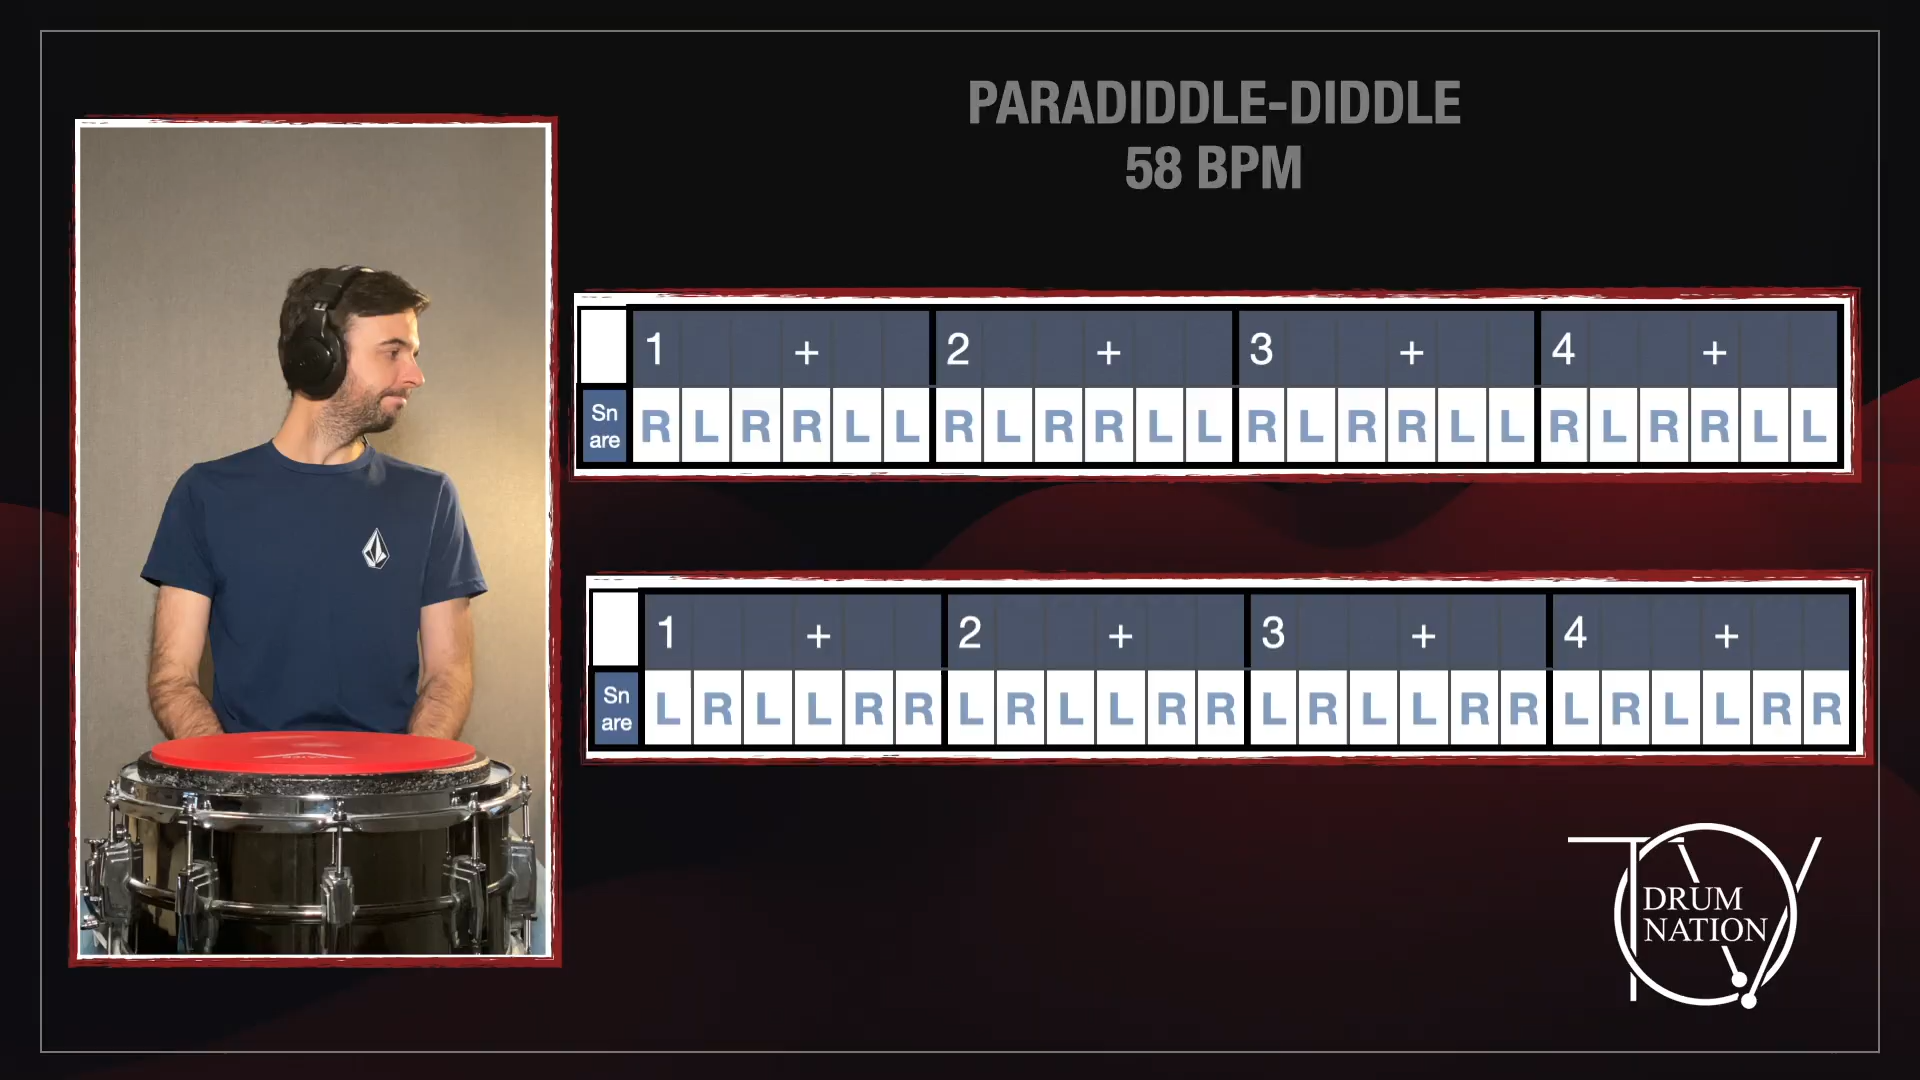 PARADIDDLE-DIDDLE
58 BPM
1 + 2 + 3 + 4 +
Sn
are
R L R R L L R L R R L L R L R R L L R L R R L L
1 + 2 + 3 + 4 +
Sn
are
L R L L R R L R L L R R L R L L R R L R L L R R
DRUM
NATION